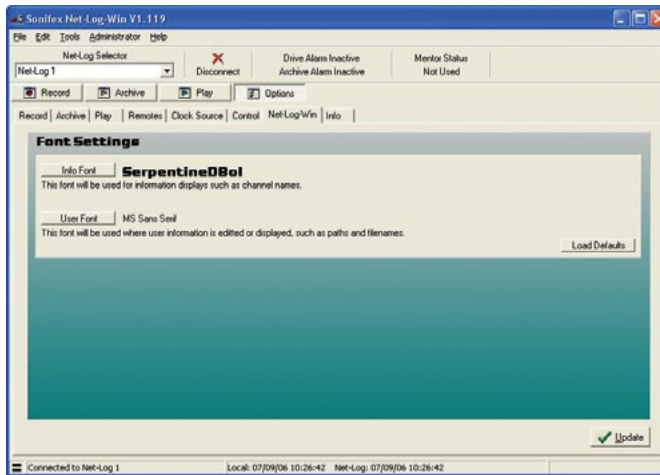 Sonifex Net-Log-Win V1.119
File Edit Tools Administrator Help
Net-Log Selector
Net-Log 1
Disconnect
Drive Alarm Inactive
Archive Alarm Inactive
Mentor Status
Not Used
Record Archive Play Options
Record Archive Play Remotes Clock Source Control Net-Log-Win Info
Font Settings
Info Font SerpentineDBol
This font will be used for information displays such as channel names.
User Font MS Sans Serif
This font will be used where user information is editted or displayed, such as paths and filenames.
Load Defaults
Update
Connected to Net-Log 1 Local: 07/09/06 10:26:42 Net-Log: 07/09/06 10:26:42